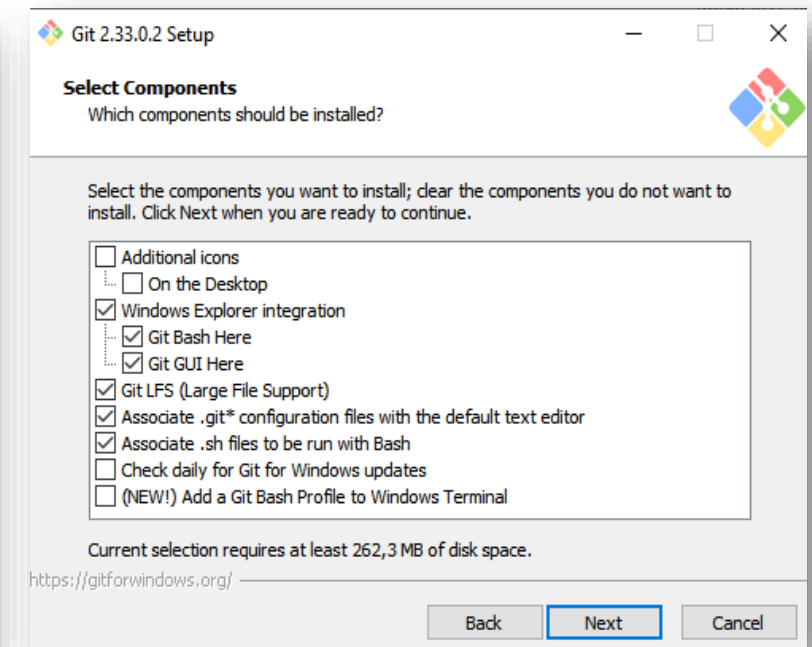 Git 2.33.0.2 Setup
Select Components
Which components should be installed?
Select the components you want to install; clear the components you do not want to
install. Click Next when you are ready to continue.
Additional icons
On the Desktop
Windows Explorer integration
Git Bash Here
Git GUI Here
Git LFS (Large File Support)
Associate .git* configuration files with the default text editor
Associate .sh files to be run with Bash
Check daily for Git for Windows updates
(NEW!) Add a Git Bash Profile to Windows Terminal
Current selection requires at least 262,3 MB of disk space.
https://gitforwindows.org/
Back Next Cancel